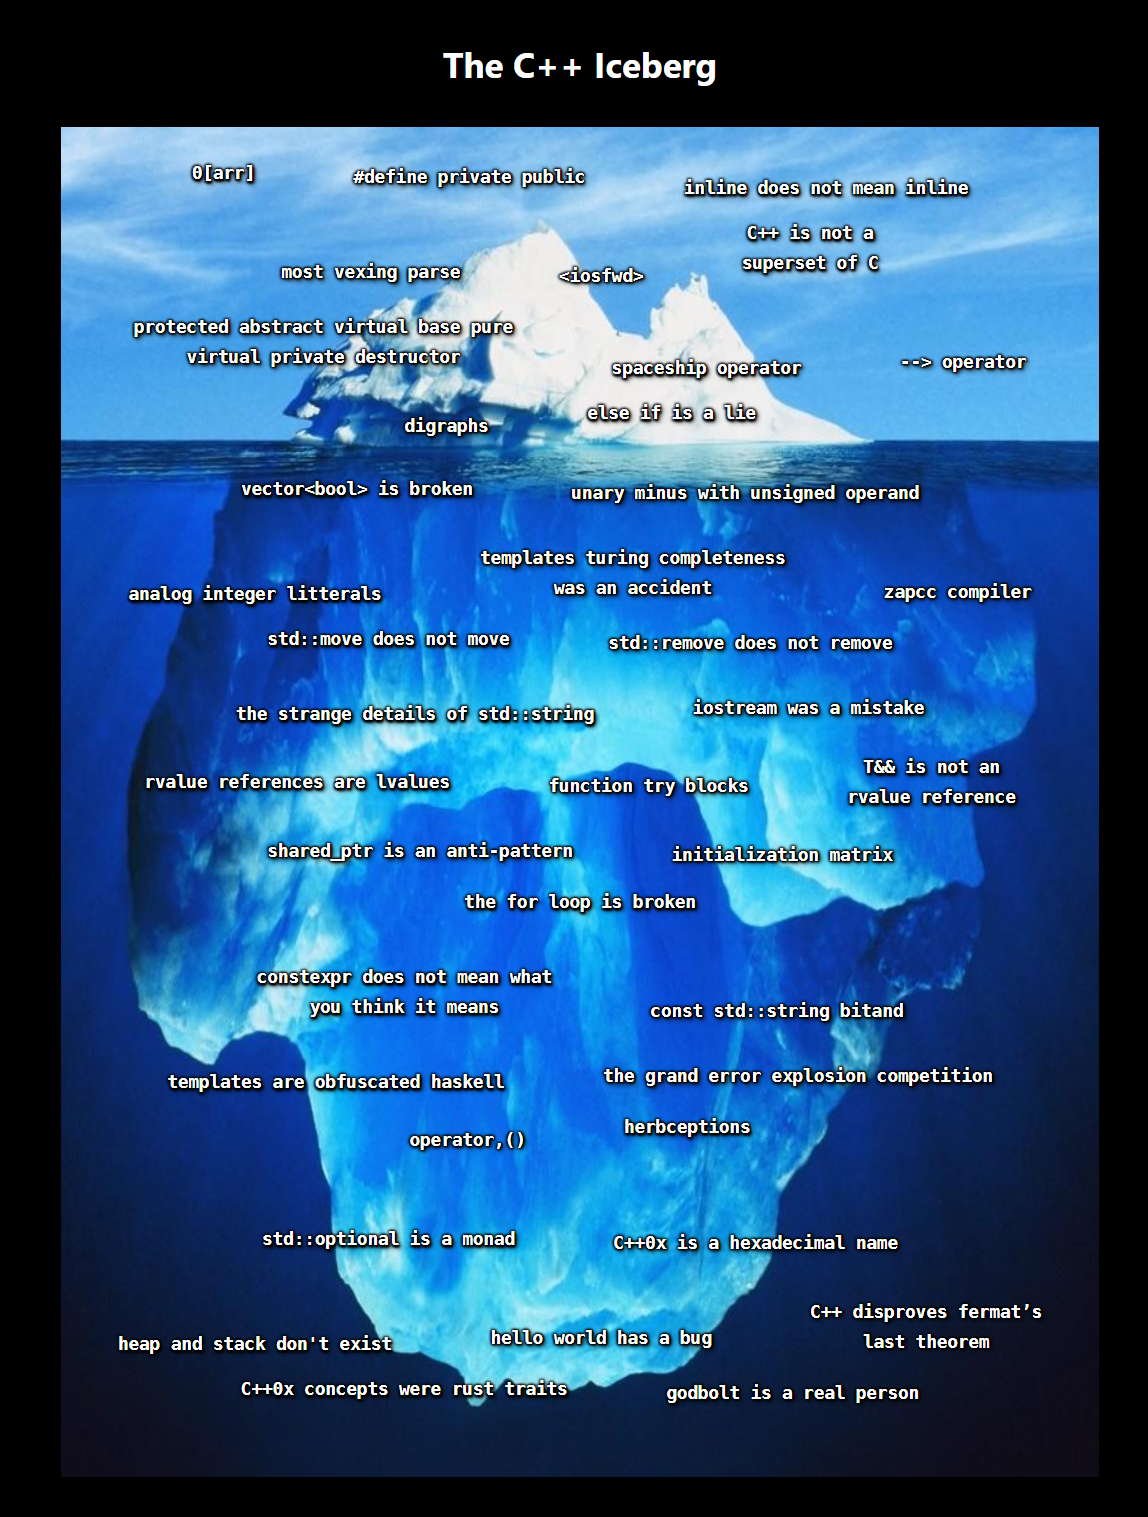 The C++ Iceberg
0[arr]
#define private public
inline does not mean inline
C++ is not a
superset of C
most vexing parse
<iosfwd>
protected abstract virtual base pure
virtual private destructor
spaceship operator
--> operator
else if is a lie
digraphs
vector<bool> is broken
unary minus with unsigned operand
templates turing completeness
was an accident
analog integer litterals
zapcc compiler
std::move does not move
std::remove does not remove
the strange details of std::string
iostream was a mistake
rvalue references are lvalues
function try blocks
T&& is not an
rvalue reference
shared_ptr is an anti-pattern
initialization matrix
the for loop is broken
constexpr does not mean what
you think it means
const std::string bitand
templates are obfuscated haskell
the grand error explosion competition
operator,()
herbceptions
std::optional is a monad
C++0x is a hexadecimal name
C++ disproves fermat’s
last theorem
heap and stack don't exist
hello world has a bug
C++0x concepts were rust traits
godbolt is a real person